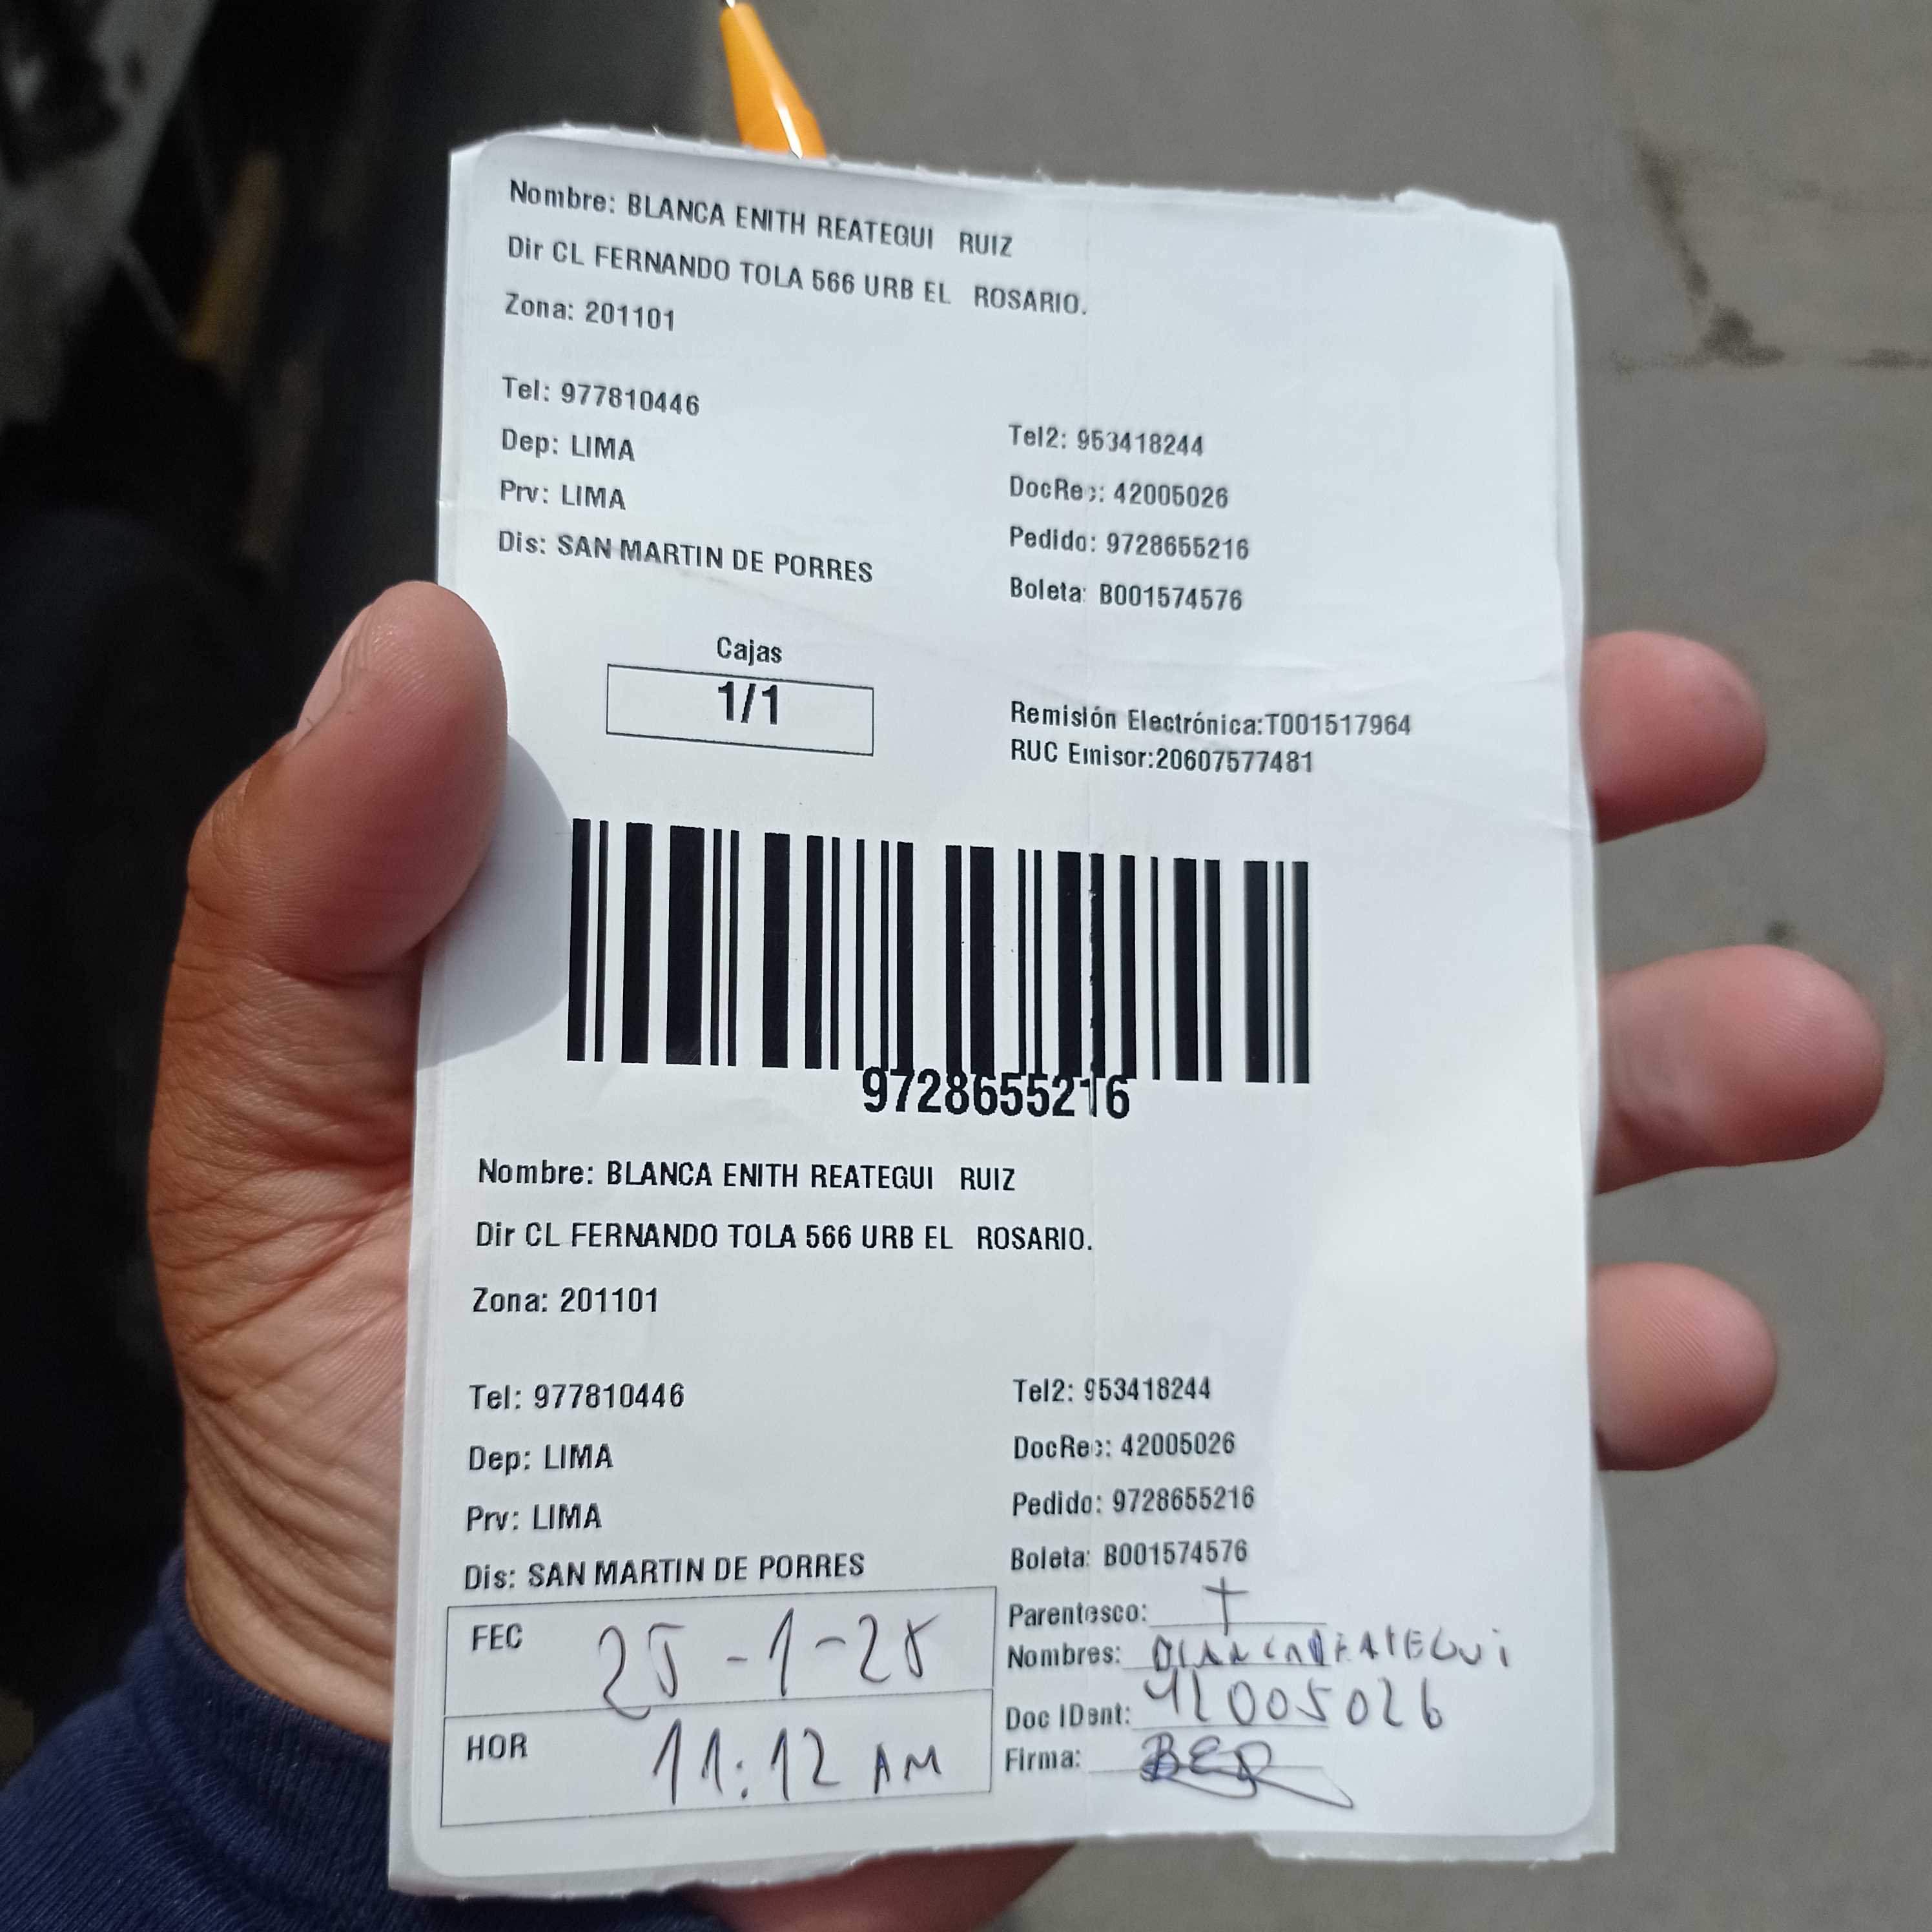 Nombre: BLANCA ENITH REATEGUI RUIZ
Dir CL FERNANDO TOLA 566 URB EL ROSARIO.
Zona: 201101
Tel: 977810446
Tel2: 953418244
Dep: LIMA
DocRec: 42005026
Prv: LIMA
Pedido: 9728655216
Dis: SAN MARTIN DE PORRES
Boleta: B001574576
Cajas
1/1
Remisión Electrónica:T001517964
RUC Emisor:20607577481
9728655216
Nombre: BLANCA ENITH REATEGUI RUIZ
Dir CL FERNANDO TOLA 566 URB EL ROSARIO.
Zona: 201101
Tel: 977810446
Tel2: 953418244
Dep: LIMA
DocRec: 42005026
Prv: LIMA
Pedido: 9728655216
Dis: SAN MARTIN DE PORRES
Boleta: B001574576
FEC 25-1-25
HOR 11:12 AM
Parentesco: T
Nombres: BLANCA REATEGUI
Doc IDent: 42005026
Firma: BER